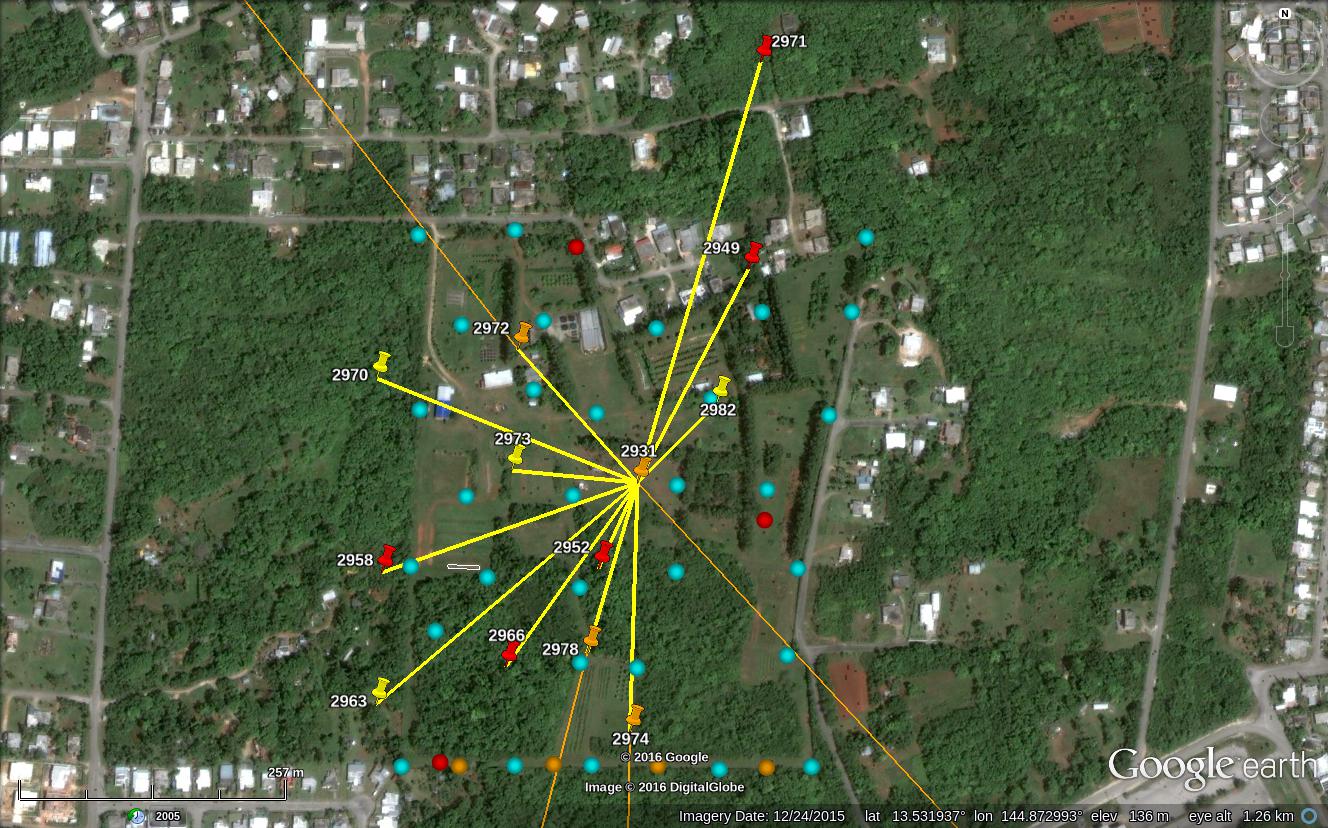 N
2971
2949
2972
2970
2982
2973
2931
2958
2952
2966
2978
2963
2974
© 2016 Google
257 m
Image © 2016 DigitalGlobe
Google earth
2005
Imagery Date: 12/24/2015 lat 13.531937° lon 144.872993° elev 136 m eye alt 1.26 km